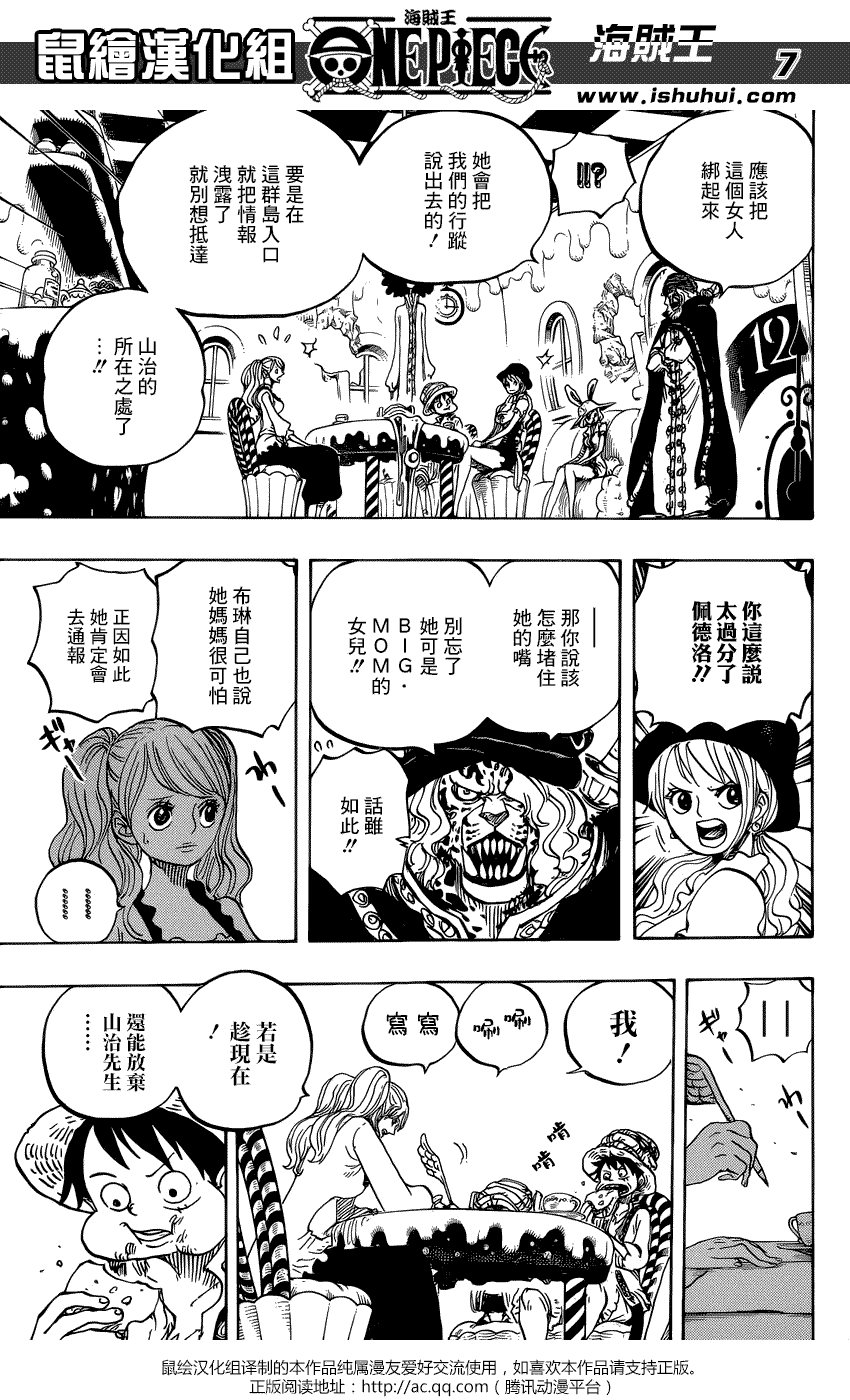 鼠繪漢化組
海賊王
ONE PIECE
海賊王
7
www.ishuhui.com
應該把
這個女人
綁起來
!!?
她會把
我們的行蹤
說出去的!
要是在
這群島入口
就把情報
洩露了
就別想抵達
山治的
所在之處了
…!!
你這麼說
太過分了
佩德洛!!
——
那你說該
怎麼堵住
她的嘴
別忘了
她可是
BIG·
MOM的
女兒!!
話雖
如此!!
布琳自己也說
她媽媽很可怕
正因如此
她肯定會
去通報
ギャー
わー
……
……
——
ギャー
わー
我!
唰
唰
寫
寫
啃
啃
若是
趁現在
!
還能放棄
山治先生
……
鼠绘汉化组译制的本作品纯属漫友爱好交流使用，如喜欢本作品请支持正版。
正版阅读地址：http://ac.qq.com（腾讯动漫平台）